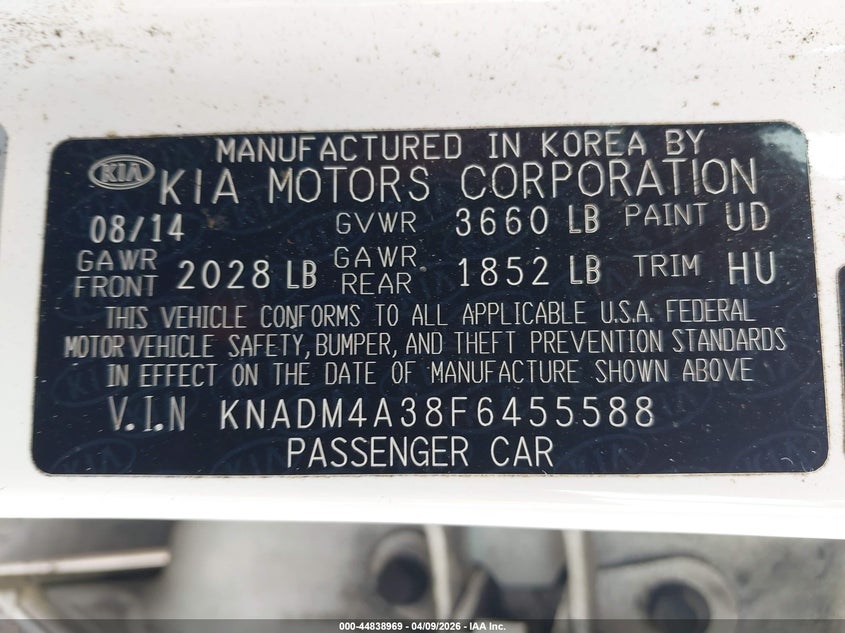 MANUFACTURED IN KOREA BY
KIA KIA MOTORS CORPORATION
08/14 GVWR 3660 LB PAINT UD
GAWR FRONT 2028 LB GAWR REAR 1852 LB TRIM HU
THIS VEHICLE CONFORMS TO ALL APPLICABLE U.S.A. FEDERAL
MOTOR VEHICLE SAFETY, BUMPER, AND THEFT PREVENTION STANDARDS
IN EFFECT ON THE DATE OF MANUFACTURE SHOWN ABOVE
V.I.N KNADM4A38F6455588
PASSENGER CAR
000-44838969 | 04/09/2026 | IAA Inc.